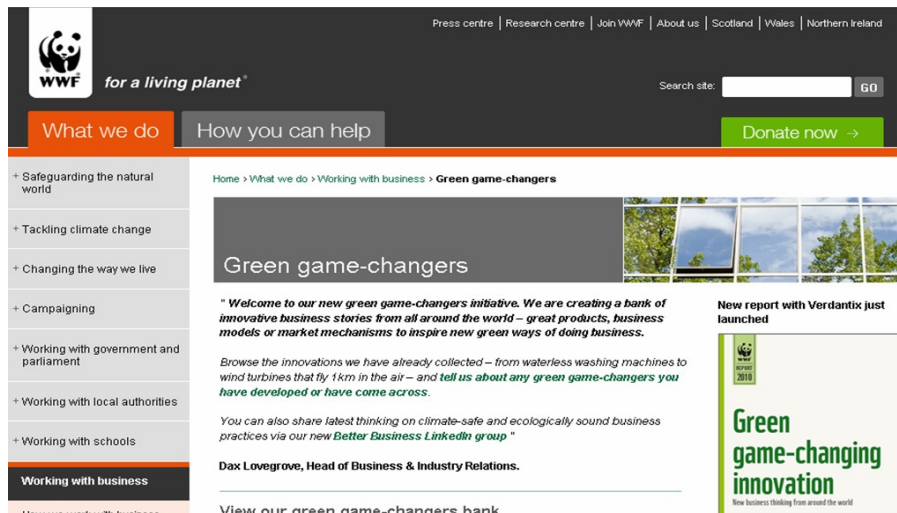 Press centre | Research centre | Join WWF | About us | Scotland | Wales | Northern Ireland
WWF
for a living planet®
Search site:
GO
What we do
How you can help
Donate now →
+ Safeguarding the natural
world
+ Tackling climate change
+ Changing the way we live
+ Campaigning
+ Working with government and
parliament
+ Working with local authorities
+ Working with schools
Working with business
How we work with business
Home › What we do › Working with business › Green game-changers
Green game-changers
" Welcome to our new green game-changers initiative. We are creating a bank of
innovative business stories from all around the world – great products, business
models or market mechanisms to inspire new green ways of doing business.
Browse the innovations we have already collected – from waterless washing machines to
wind turbines that fly 1km in the air – and tell us about any green game-changers you
have developed or have come across.
You can also share latest thinking on climate-safe and ecologically sound business
practices via our new Better Business LinkedIn group "
Dax Lovegrove, Head of Business & Industry Relations.
View our green game-changers bank
New report with Verdantix just
launched
WWF
REPORT
2010
Green
game-changing
innovation
New business thinking from around the world